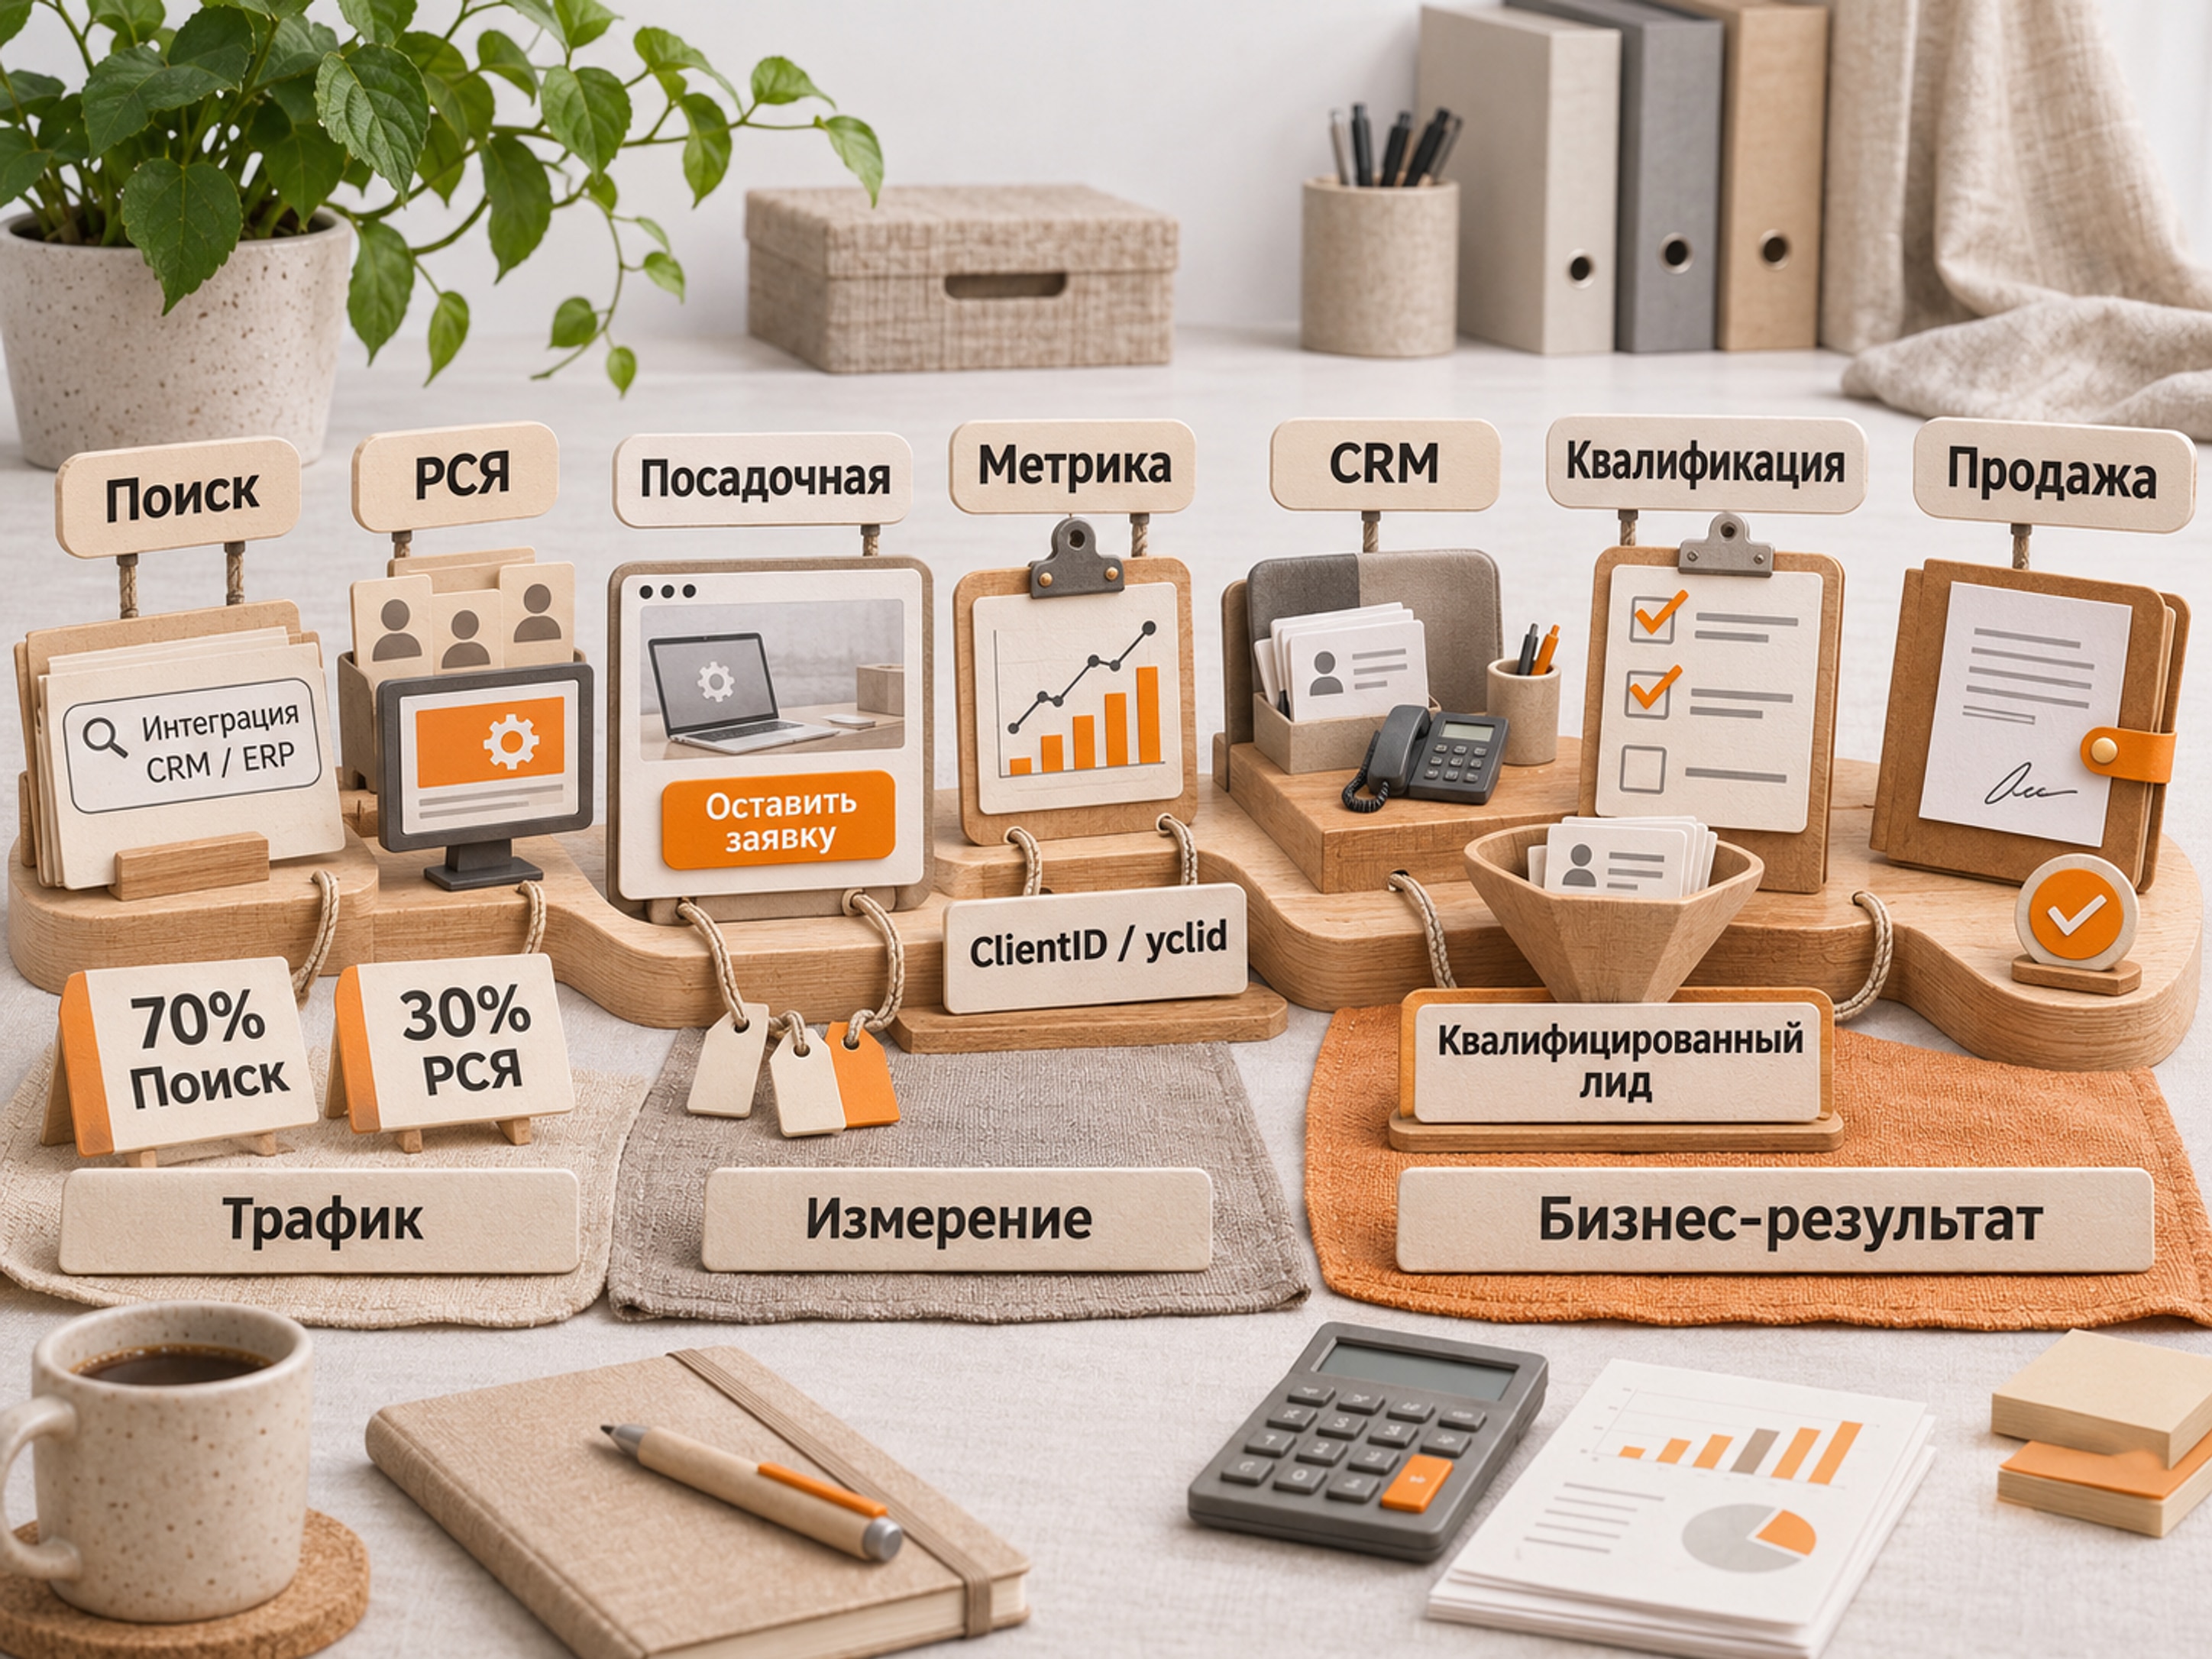 Поиск
РСЯ
Посадочная
Метрика
CRM
Квалификация
Продажа
Интеграция
CRM / ERP
Оставить
заявку
ClientID / yclid
70%
Поиск
30%
РСЯ
Квалифицированный
лид
Трафик
Измерение
Бизнес-результат